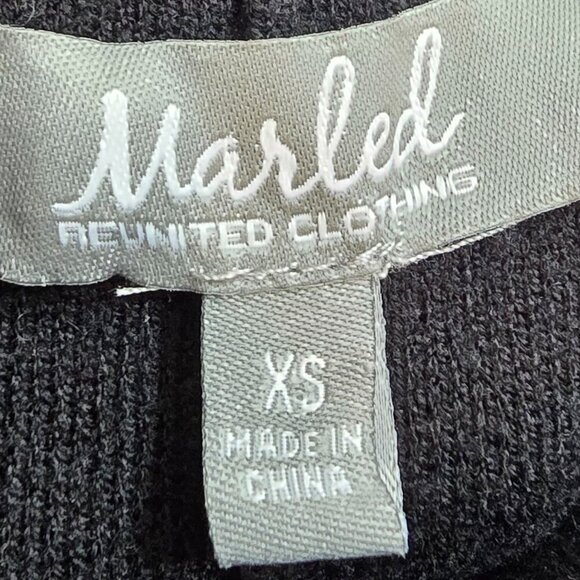 Marled
REUNITED CLOTHING
XS
MADE IN
CHINA